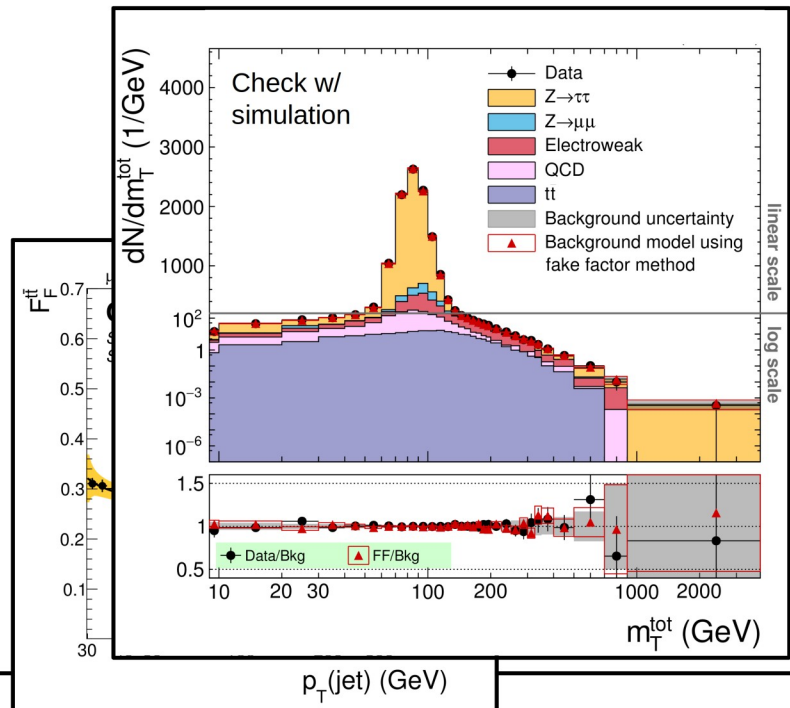 Check w/
simulation
dN/dm_T^tot (1/GeV)
4000
3000
2000
1000
10²
1
10⁻³
10⁻⁶
Data
Z→ττ
Z→μμ
Electroweak
QCD
tt
Background uncertainty
Background model using
fake factor method
linear scale
log scale
1.5
1
0.5
Data/Bkg
FF/Bkg
10 20 30 100 200 1000 2000
m_T^tot (GeV)
F_F^tt̄
0.7
0.6
0.5
0.4
0.3
0.2
0.1
30
p_T(jet) (GeV)